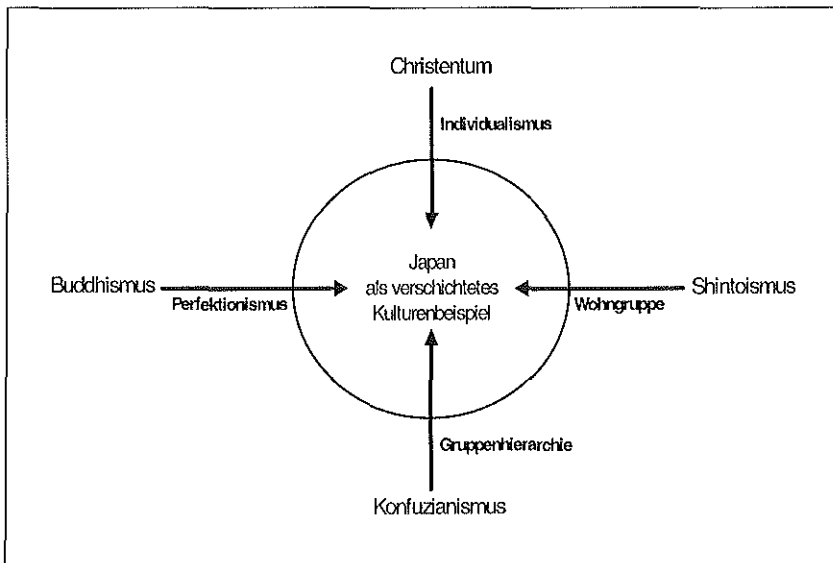 Christentum
Individualismus
Buddhismus
Perfektionismus
Japan
als verschichtetes
Kulturenbeispiel
Shintoismus
Wohngruppe
Gruppenhierarchie
Konfuzianismus